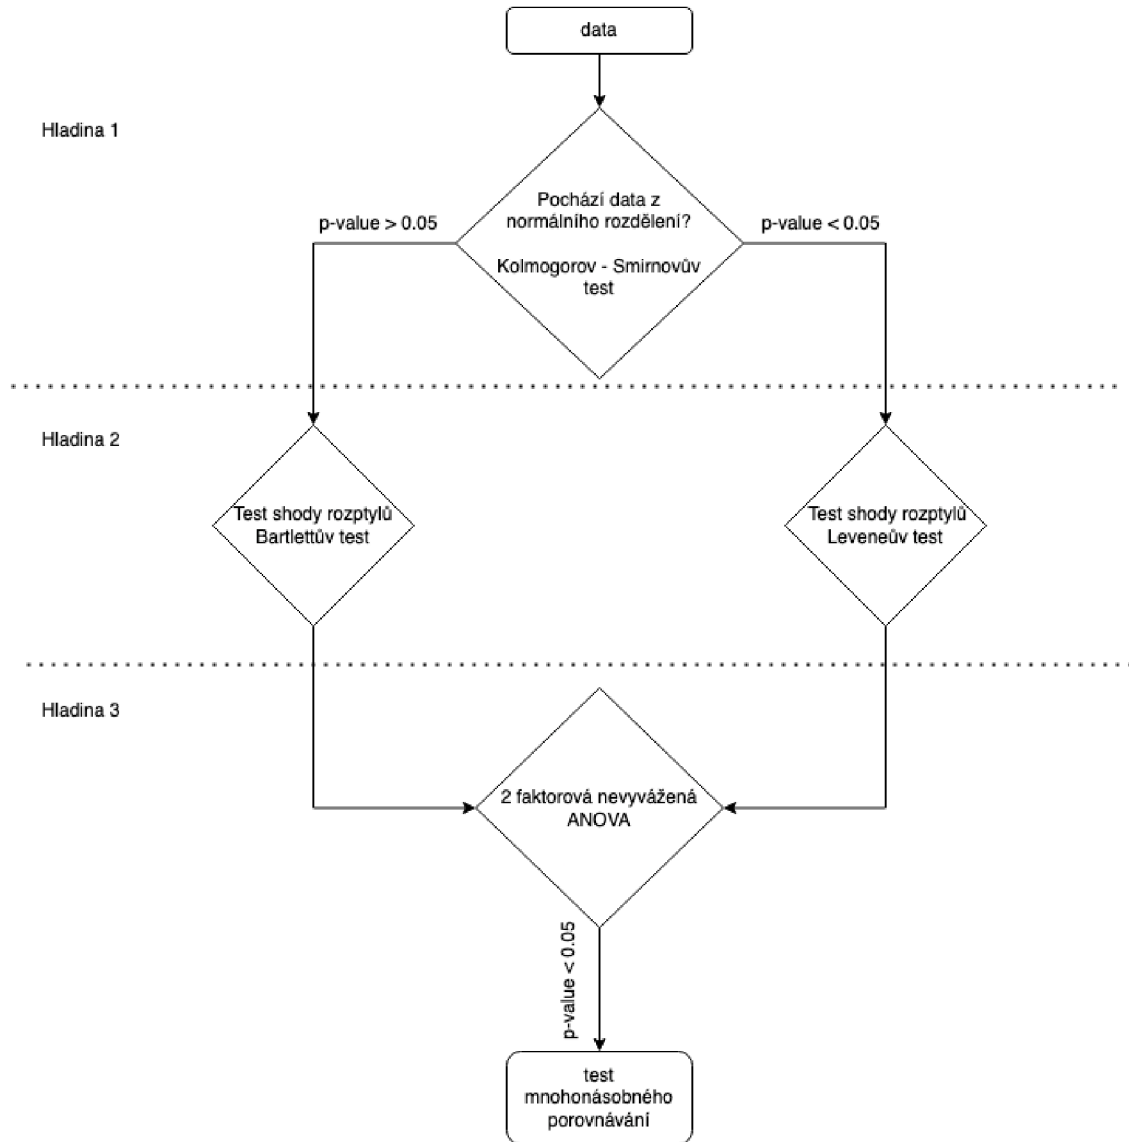 data
Hladina 1
Pochází data z
normálního rozdělení?
Kolmogorov - Smirnovův
test
p-value > 0.05
p-value < 0.05
Hladina 2
Test shody rozptylů
Bartlettův test
Test shody rozptylů
Leveneův test
Hladina 3
2 faktorová nevyvážená
ANOVA
p-value < 0.05
test
mnohonásobného
porovnávání